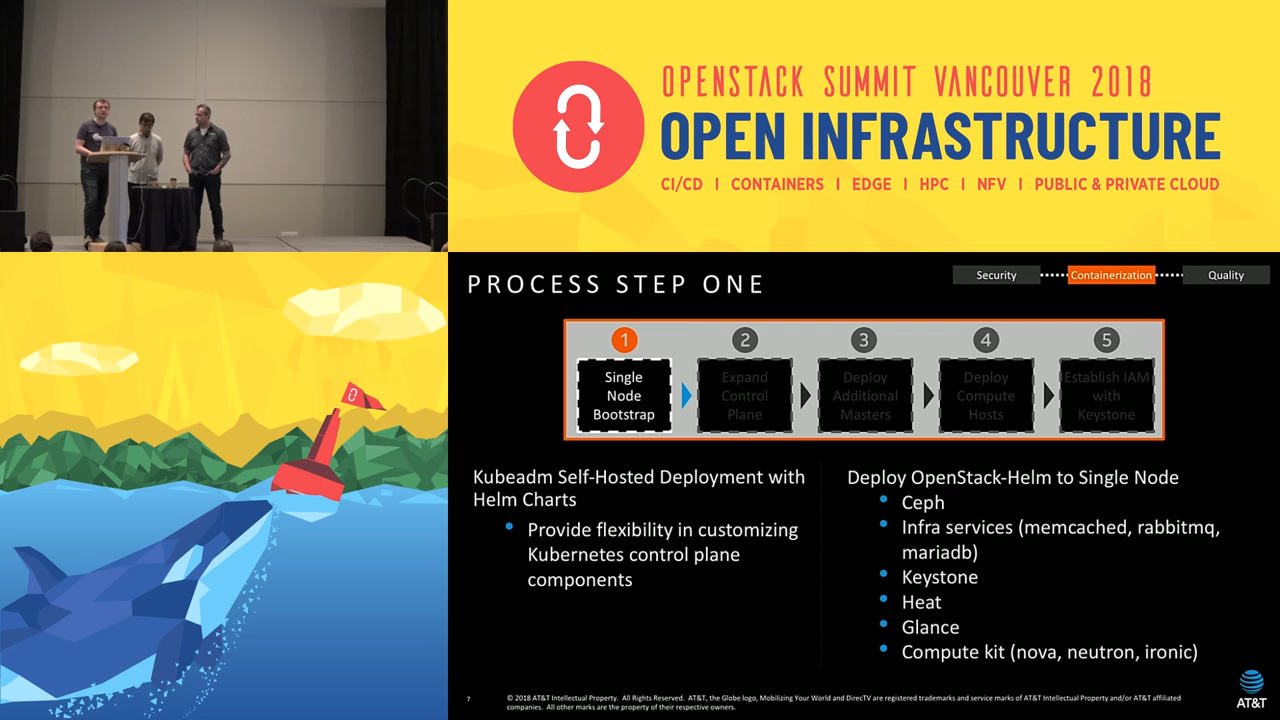 OPENSTACK SUMMIT VANCOUVER 2018
OPEN INFRASTRUCTURE
CI/CD | CONTAINERS | EDGE | HPC | NFV | PUBLIC & PRIVATE CLOUD
PROCESS STEP ONE
Security
Containerization
Quality
1
2
3
4
5
Single
Node
Bootstrap
Expand
Control
Plane
Deploy
Additional
Masters
Deploy
Compute
Hosts
Establish IAM
with
Keystone
Kubeadm Self-Hosted Deployment with
Helm Charts
Provide flexibility in customizing
Kubernetes control plane
components
Deploy OpenStack-Helm to Single Node
Ceph
Infra services (memcached, rabbitmq,
mariadb)
Keystone
Heat
Glance
Compute kit (nova, neutron, ironic)
7
© 2018 AT&T Intellectual Property. All Rights Reserved. AT&T, the Globe logo, Mobilizing Your World and DirecTV are registered trademarks and service marks of AT&T Intellectual Property and/or AT&T affiliated
companies. All other marks are the property of their respective owners.
AT&T